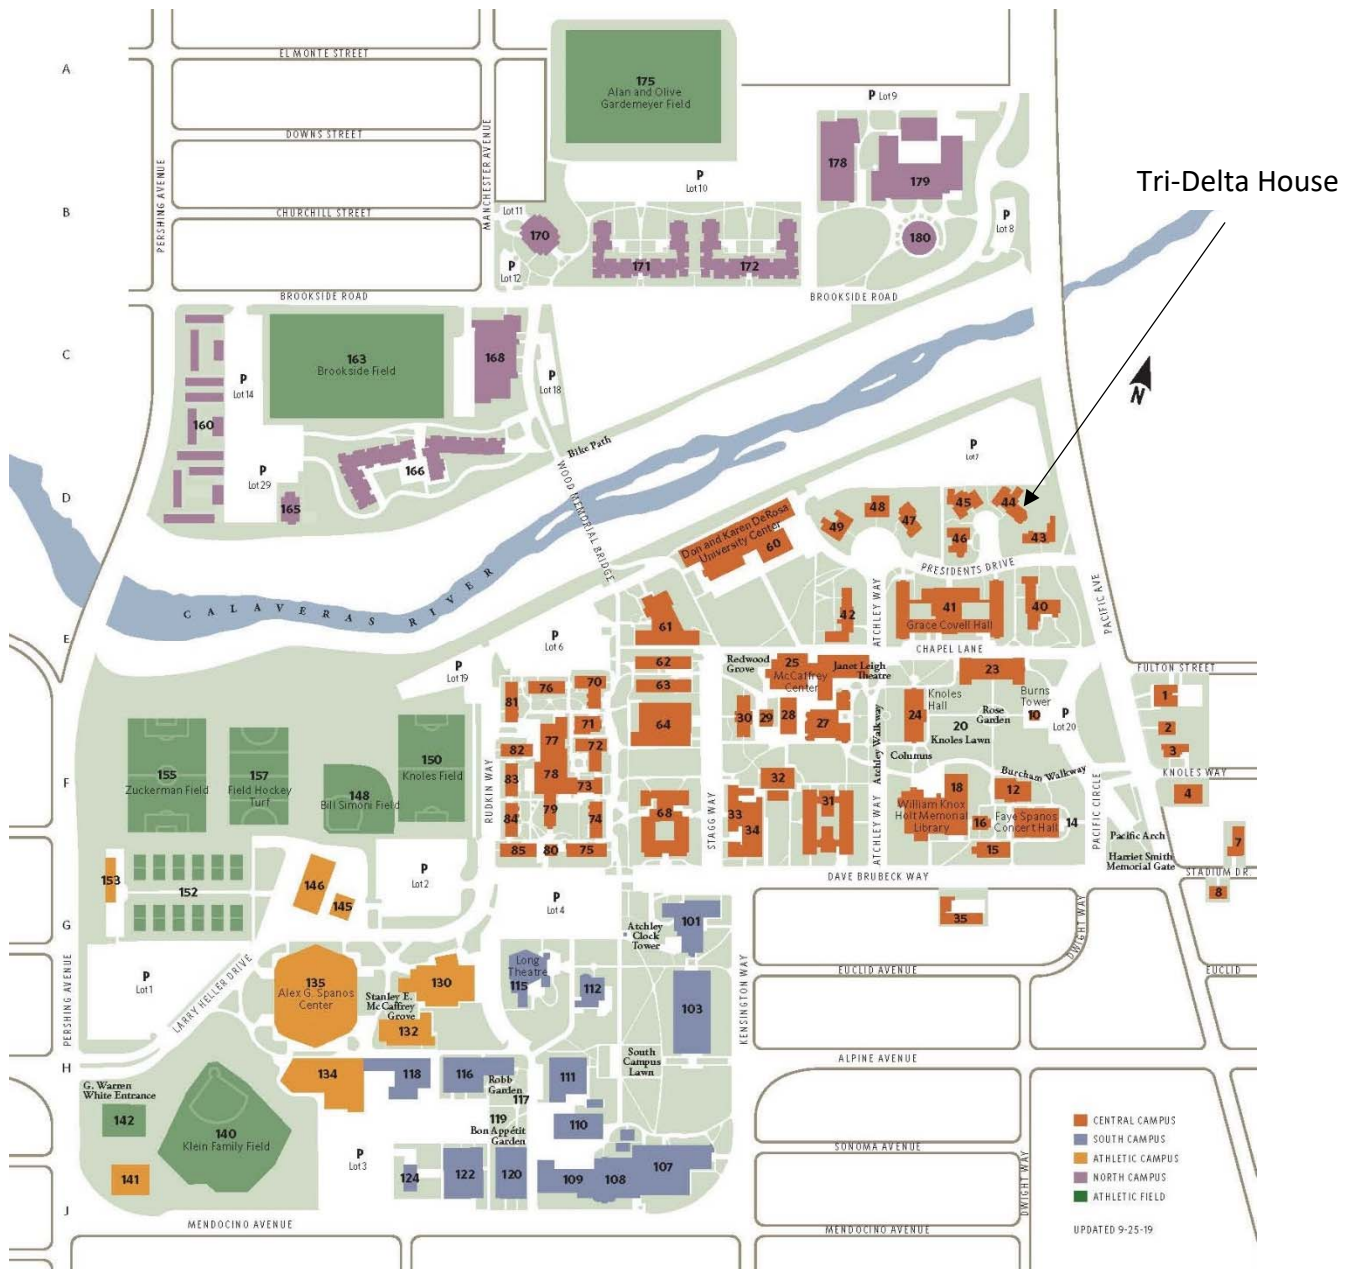 EL MONTE STREET
A
175
Alan and Olive
Gardemeyer Field
P Lot 9
DOWNS STREET
MANCHESTER AVENUE
PERSHING AVENUE
178
179
P
Lot 10
Tri-Delta House
B
CHURCHILL STREET
Lot 11
170
P
Lot 12
171
172
180
P
Lot 8
BROOKSIDE ROAD
BROOKSIDE ROAD
C
163
Brookside Field
168
P
Lot 14
P
Lot 18
N
160
166
Bike Path
P
Lot 7
P
Lot 29
165
D
WOOD MEMORIAL BRIDGE
Don and Karen DeRosa
University Center
60
49
48
47
45
44
46
43
PRESIDENTS DRIVE
CALAVERAS RIVER
ATCHLEY WAY
PACIFIC AVE
E
61
42
41
Grace Covell Hall
40
CHAPEL LANE
P
Lot 6
P
Lot 19
62
63
64
Redwood
Grove
25
McCaffrey
Center
Janet Leigh
Theatre
23
FULTON STREET
81
76
70
71
77
72
82
78
83
73
79
84
74
85
80
75
30
29
28
27
24
Knoles
Hall
20
Knoles Lawn
Rose
Garden
Burns
Tower
10
P
Lot 20
1
2
3
KNOLES WAY
4
Columns
Atchley Walkway
Burcham Walkway
F
155
Zuckerman Field
157
Field Hockey
Turf
148
Bill Simoni Field
150
Knoles Field
RUDKIN WAY
68
STAGG WAY
32
33
34
31
ATCHLEY WAY
18
William Knox
Holt Memorial
Library
12
16
Faye Spanos
Concert Hall
14
15
PACIFIC CIRCLE
Pacific Arch
Harriet Smith
Memorial Gate
7
STADIUM DR.
8
DAVE BRUBECK WAY
153
152
146
145
P
Lot 2
P
Lot 4
G
101
Atchley
Clock
Tower
35
DWIGHT WAY
EUCLID AVENUE
EUCLID
PERSHING AVENUE
P
Lot 1
LARRY HELLER DRIVE
135
Alex G. Spanos
Center
Stanley E.
McCaffrey
Grove
130
132
Long
Theatre
115
112
103
KENSINGTON WAY
H
ALPINE AVENUE
G. Warren
White Entrance
142
134
118
116
Robb
Garden
117
111
South
Campus
Lawn
140
Klein Family Field
119
Bon Appétit
Garden
110
141
P
Lot 3
124
122
120
109
108
107
SONOMA AVENUE
DWIGHT WAY
J
MENDOCINO AVENUE
MENDOCINO AVENUE
CENTRAL CAMPUS
SOUTH CAMPUS
ATHLETIC CAMPUS
NORTH CAMPUS
ATHLETIC FIELD
UPDATED 9-25-19